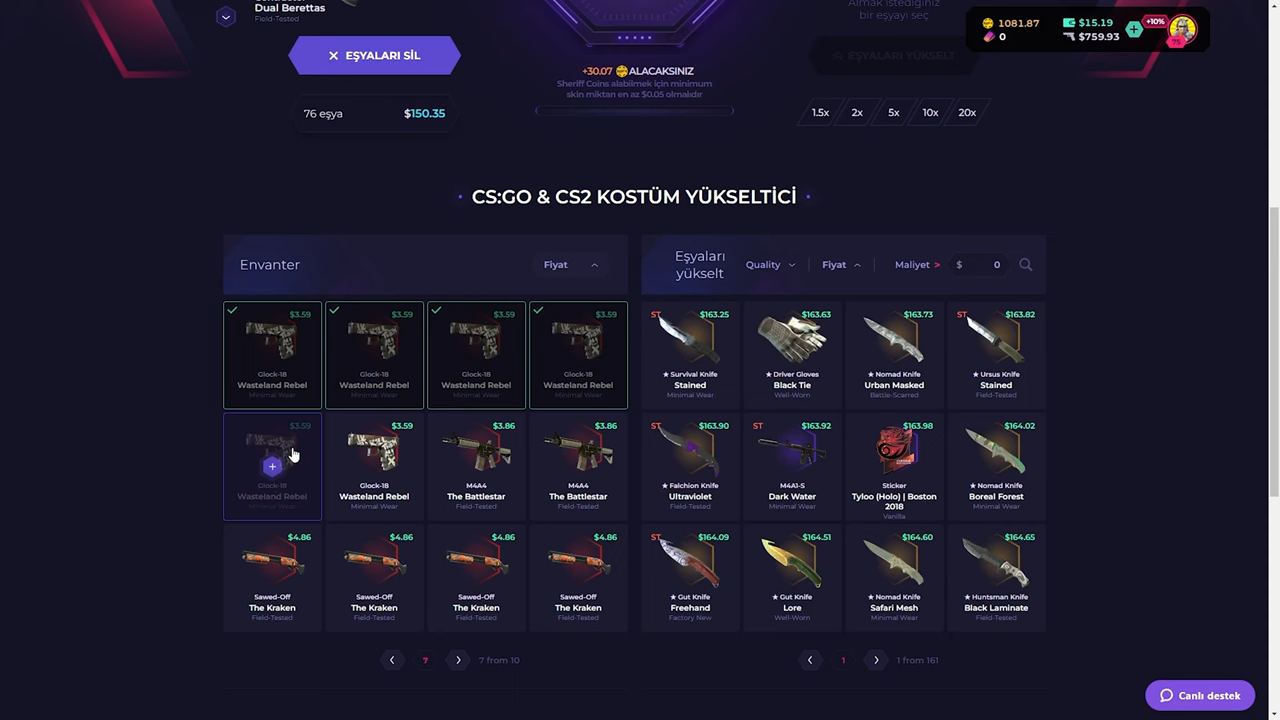 Dual Berettas
Field-Tested
Almak istediğiniz
bir eşyayı seç
1081.87
$15.19
+10%
0
$759.93
EŞYALARI SİL
EŞYALARI YÜKSELT
+30.07 ALACAKSINIZ
Sheriff Coins alabilmek için minimum
skin miktarı en az $0.05 olmalıdır
76 eşya
$150.35
1.5x
2x
5x
10x
20x
• CS:GO & CS2 KOSTÜM YÜKSELTİCİ •
Envanter
Fiyat
Eşyaları
yükselt
Quality
Fiyat
Maliyet >
$ 0
$3.59
$3.59
$3.59
$3.59
Glock-18
Glock-18
Glock-18
Glock-18
Wasteland Rebel
Wasteland Rebel
Wasteland Rebel
Wasteland Rebel
Minimal Wear
Minimal Wear
Minimal Wear
Minimal Wear
ST $163.25
$163.63
$163.73
ST $163.82
★ Survival Knife
★ Driver Gloves
★ Nomad Knife
★ Ursus Knife
Stained
Black Tie
Urban Masked
Stained
Minimal Wear
Well-Worn
Battle-Scarred
Field-Tested
$3.59
$3.59
$3.86
$3.86
Glock-18
Glock-18
M4A4
M4A4
Wasteland Rebel
Wasteland Rebel
The Battlestar
The Battlestar
Minimal Wear
Minimal Wear
Field-Tested
Field-Tested
ST $163.90
ST $163.92
$163.98
$164.02
★ Falchion Knife
M4A1-S
Sticker
★ Nomad Knife
Ultraviolet
Dark Water
Tyloo (Holo) | Boston
2018
Boreal Forest
Field-Tested
Minimal Wear
Vanilla
Minimal Wear
$4.86
$4.86
$4.86
$4.86
Sawed-Off
Sawed-Off
Sawed-Off
Sawed-Off
The Kraken
The Kraken
The Kraken
The Kraken
Field-Tested
Field-Tested
Field-Tested
Field-Tested
ST $164.09
$164.51
$164.60
$164.65
★ Gut Knife
★ Gut Knife
★ Nomad Knife
★ Huntsman Knife
Freehand
Lore
Safari Mesh
Black Laminate
Factory New
Well-Worn
Minimal Wear
Field-Tested
7
7 from 10
1
1 from 161
Canlı destek